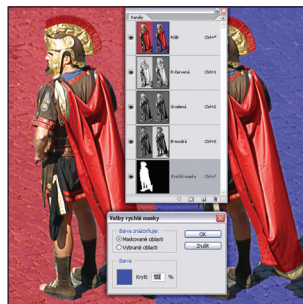 Kanály
RGB Ctrl+~
R-červená Ctrl+1
G-zelená Ctrl+2
B-modrá Ctrl+3
Rychlá maska Ctrl+?
Volby rychlé masky
Barva znázorňuje:
Maskované oblasti
Vybrané oblasti
OK
Zrušit
Barva
Krytí: 50 %